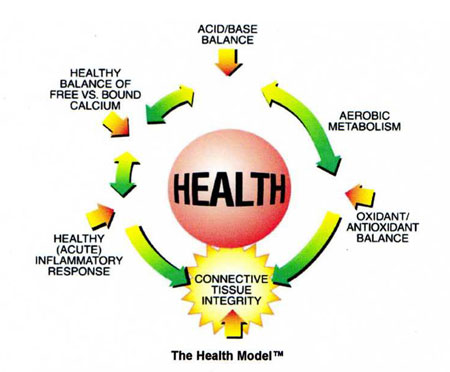 ACID/BASE
BALANCE
HEALTHY
BALANCE OF
FREE VS. BOUND
CALCIUM
AEROBIC
METABOLISM
HEALTH
OXIDANT/
ANTIOXIDANT
BALANCE
HEALTHY
(ACUTE)
INFLAMMATORY
RESPONSE
CONNECTIVE
TISSUE
INTEGRITY
The Health Model™